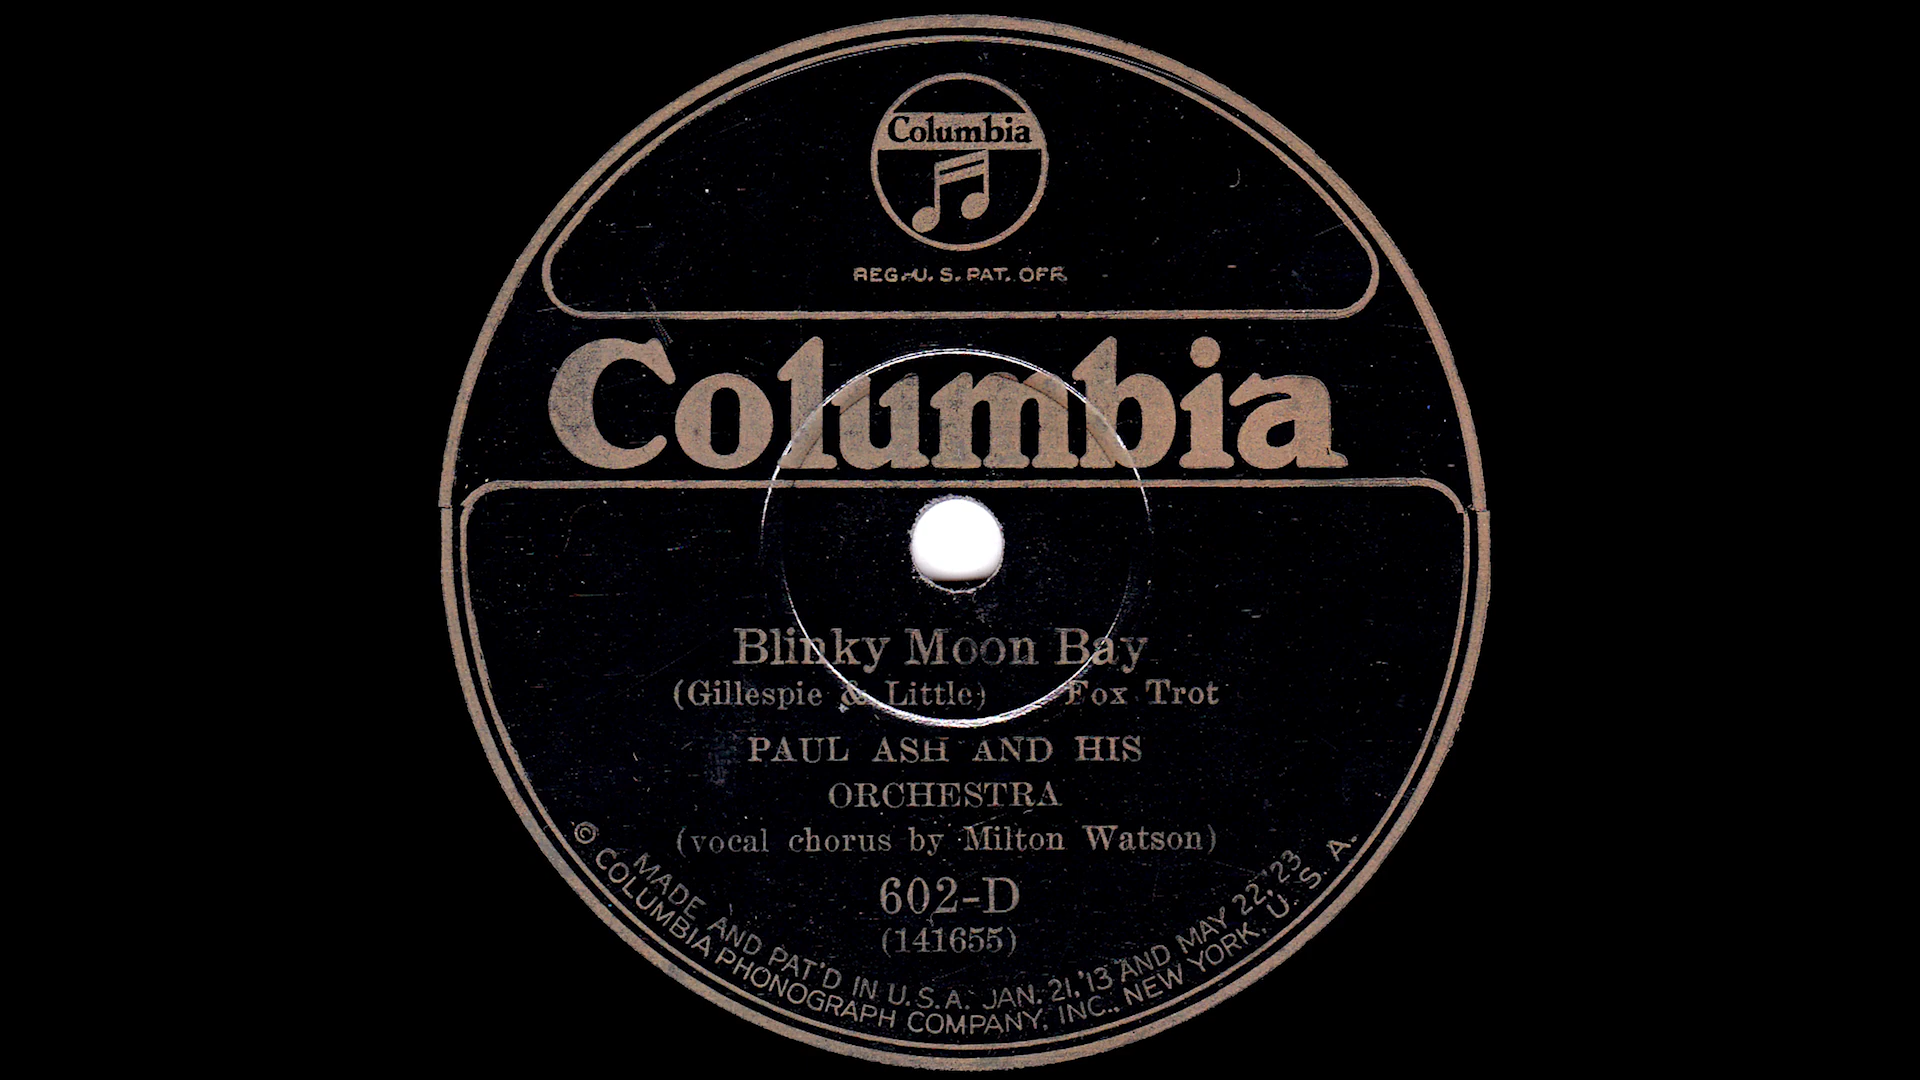 Columbia
REG. U. S. PAT. OFF.
Columbia
Blinky Moon Bay
(Gillespie & Little) Fox Trot
PAUL ASH AND HIS
ORCHESTRA
(vocal chorus by Milton Watson)
602-D
(141655)
MADE AND PAT'D IN U.S.A. JAN. 21,'13 AND MAY 22,'23
© COLUMBIA PHONOGRAPH COMPANY, INC., NEW YORK, U. S. A.